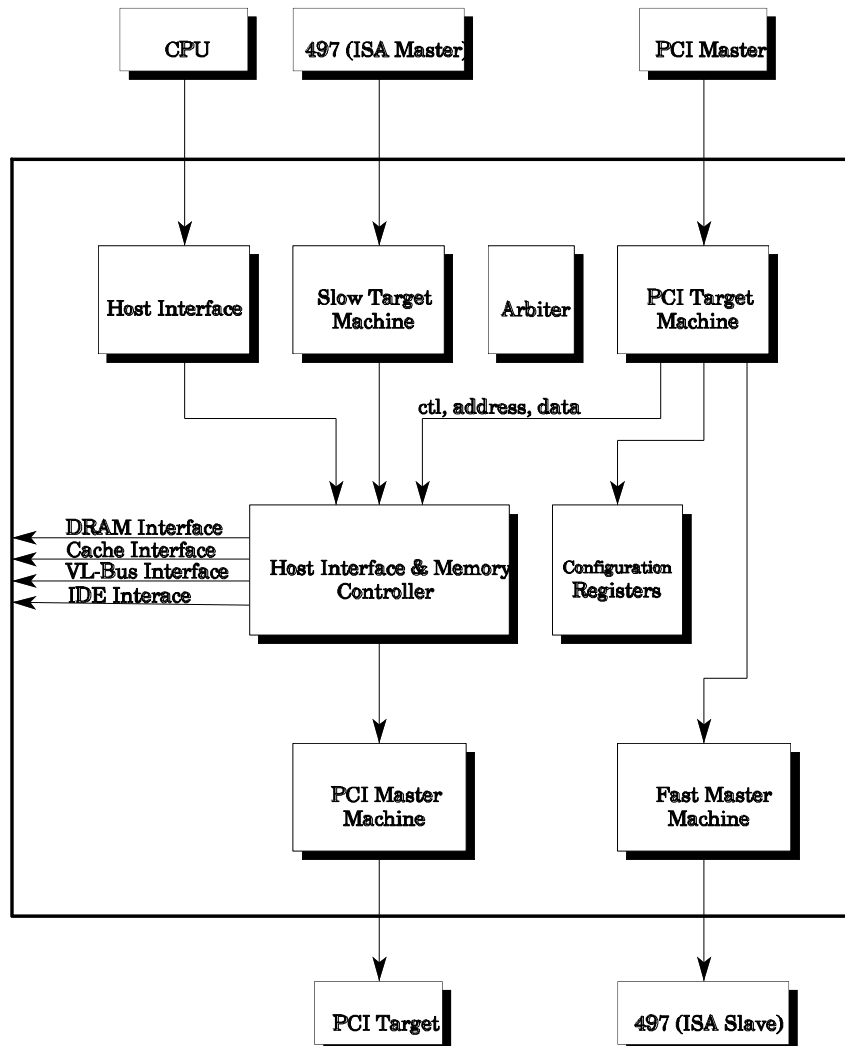 CPU
497 (ISA Master)
PCI Master
Host Interface
Slow Target
Machine
Arbiter
PCI Target
Machine
ctl, address, data
DRAM Interface
Cache Interface
VL-Bus Interface
IDE Interace
Host Interface & Memory
Controller
Configuration
Registers
PCI Master
Machine
Fast Master
Machine
PCI Target
497 (ISA Slave)